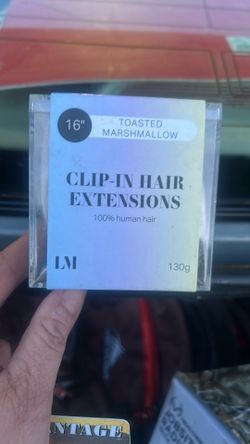 16"
TOASTED
MARSHMALLOW
CLIP-IN HAIR
EXTENSIONS
100% human hair
LM
130g